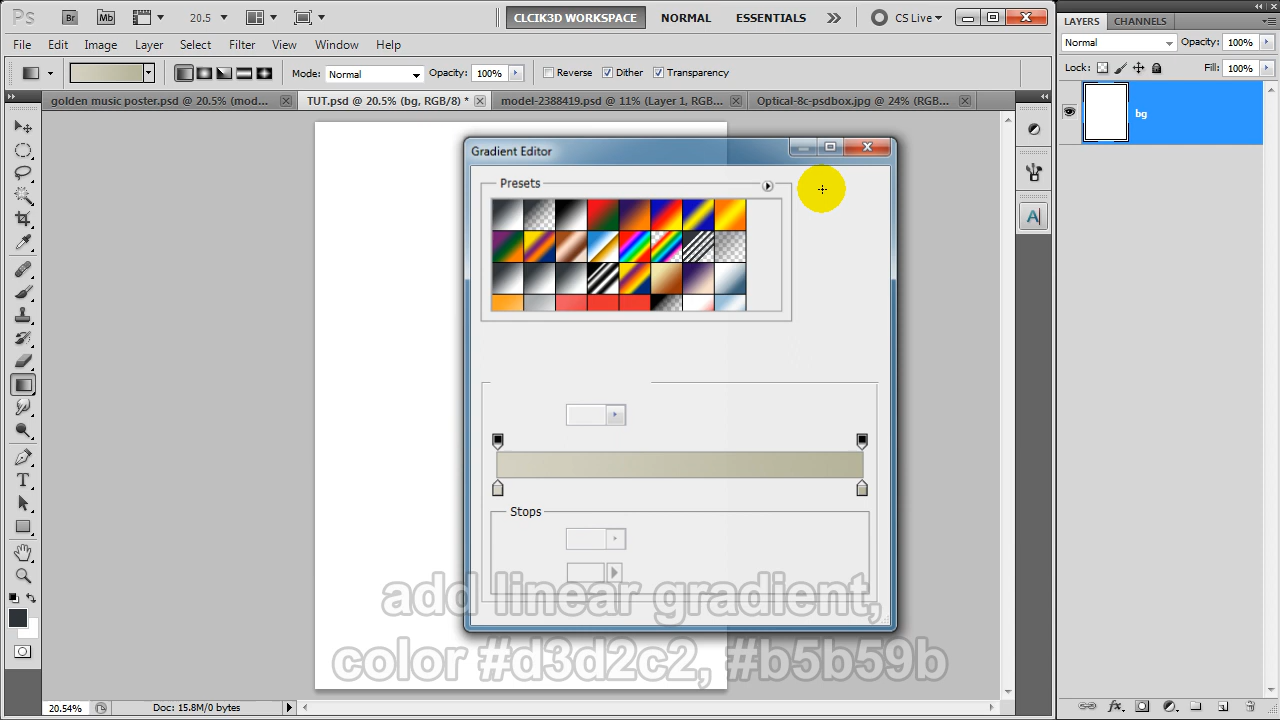 Ps Br Mb 20.5 CLCIK3D WORKSPACE NORMAL ESSENTIALS CS Live
File Edit Image Layer Select Filter View Window Help
Mode: Normal Opacity: 100% Reverse Dither Transparency
golden music poster.psd @ 20.5% (mod... TUT.psd @ 20.5% (bg, RGB/8) * model-2388419.psd @ 11% (Layer 1, RGB... Optical-8c-psdbox.jpg @ 24% (RGB...
LAYERS CHANNELS
Normal Opacity: 100%
Lock: Fill: 100%
bg
Gradient Editor
Presets
Stops
add linear gradient,
color #d3d2c2, #b5b59b
20.54% Doc: 15.8M/0 bytes